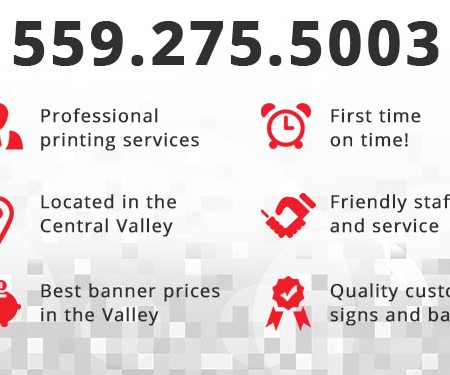 559.275.5003
Professional
printing services
First time
on time!
Located in the
Central Valley
Friendly
and service
Best banner prices
in the Valley
Quality
signs and